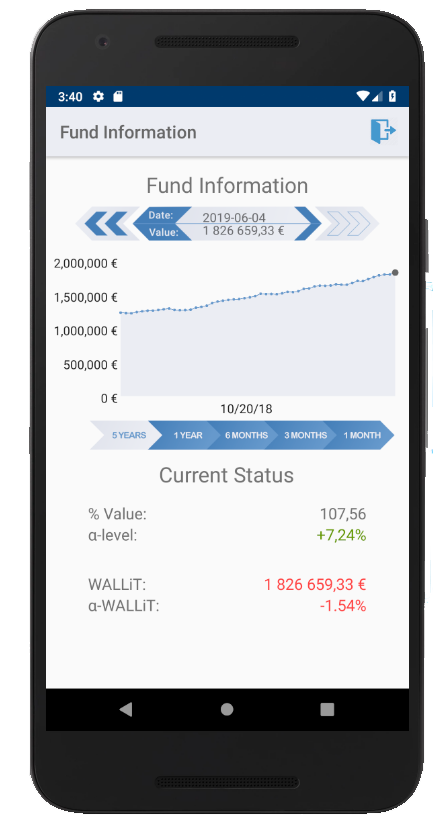 3:40
Fund Information
Fund Information
Date: 2019-06-04
Value: 1 826 659,33 €
2,000,000 €
1,500,000 €
1,000,000 €
500,000 €
0 €
10/20/18
5 YEARS 1 YEAR 6 MONTHS 3 MONTHS 1 MONTH
Current Status
% Value: 107,56
α-level: +7,24%
WALLiT: 1 826 659,33 €
α-WALLiT: -1.54%